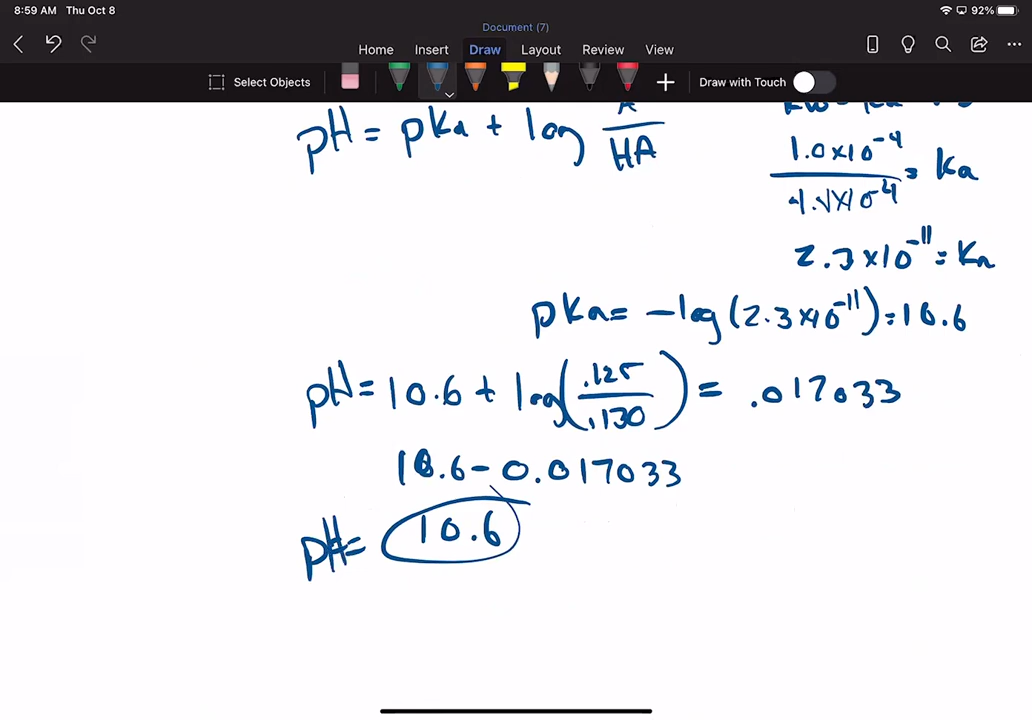 8:59 AM Thu Oct 8 92%
Document (7)
Home Insert Draw Layout Review View
Select Objects Draw with Touch
pH = pKa + log A / HA
1.0x10⁻⁴ / 4.4x10⁻⁴ = Ka
2.3x10⁻¹¹ = Ka
pKa = -log(2.3x10⁻¹¹) = 10.6
pH = 10.6 + log(.125 / .130) = .017033
10.6 - 0.017033
pH = 10.6